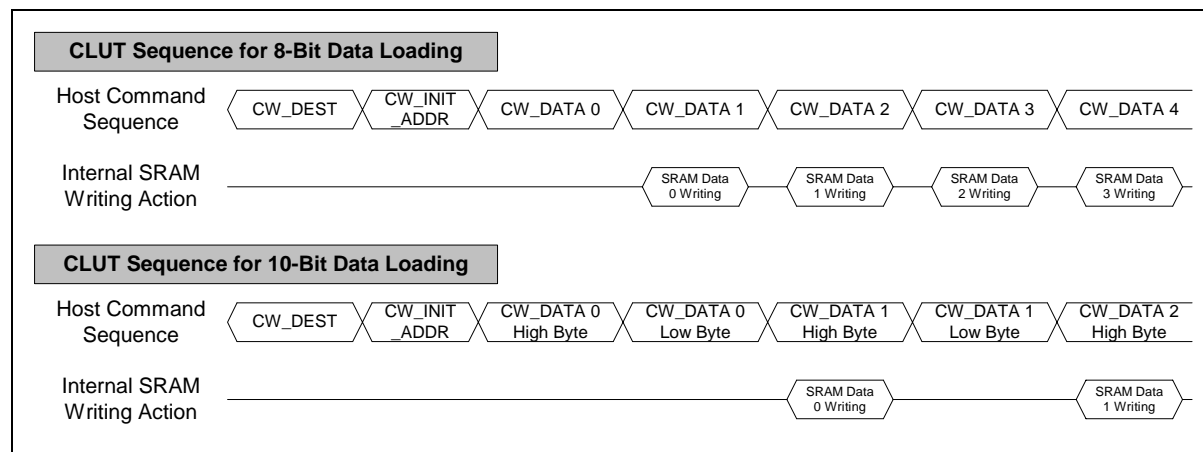 CLUT Sequence for 8-Bit Data Loading
Host Command
Sequence
CW_DEST
CW_INIT
_ADDR
CW_DATA 0
CW_DATA 1
CW_DATA 2
CW_DATA 3
CW_DATA 4
Internal SRAM
Writing Action
SRAM Data
0 Writing
SRAM Data
1 Writing
SRAM Data
2 Writing
SRAM Data
3 Writing
CLUT Sequence for 10-Bit Data Loading
Host Command
Sequence
CW_DEST
CW_INIT
_ADDR
CW_DATA 0
High Byte
CW_DATA 0
Low Byte
CW_DATA 1
High Byte
CW_DATA 1
Low Byte
CW_DATA 2
High Byte
Internal SRAM
Writing Action
SRAM Data
0 Writing
SRAM Data
1 Writing